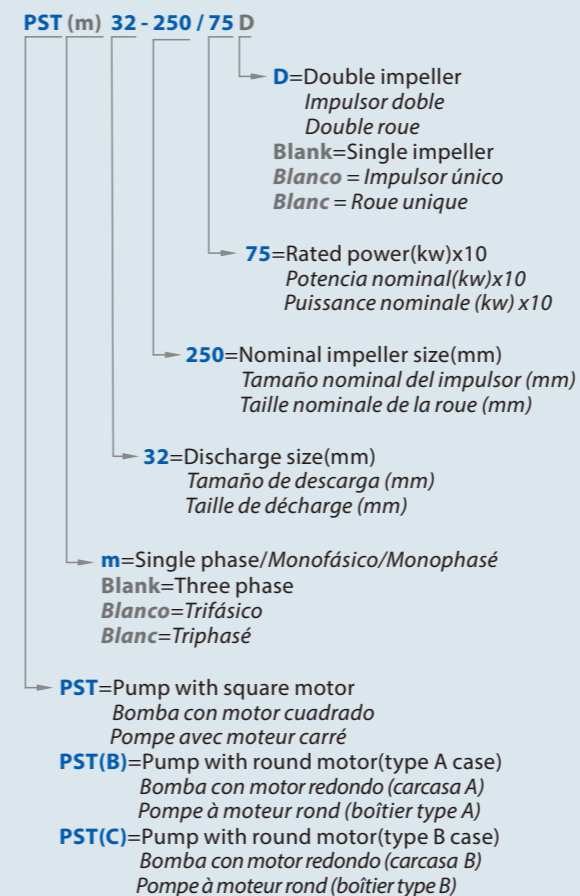 PST (m) 32 - 250 / 75 D
D=Double impeller
Impulsor doble
Double roue
Blank=Single impeller
Blanco = Impulsor único
Blanc = Roue unique
75=Rated power(kw)x10
Potencia nominal(kw)x10
Puissance nominale (kw) x10
250=Nominal impeller size(mm)
Tamaño nominal del impulsor (mm)
Taille nominale de la roue (mm)
32=Discharge size(mm)
Tamaño de descarga (mm)
Taille de décharge (mm)
m=Single phase/Monofásico/Monophasé
Blank=Three phase
Blanco=Trifásico
Blanc=Triphasé
PST=Pump with square motor
Bomba con motor cuadrado
Pompe avec moteur carré
PST(B)=Pump with round motor(type A case)
Bomba con motor redondo (carcasa A)
Pompe à moteur rond (boîtier type A)
PST(C)=Pump with round motor(type B case)
Bomba con motor redondo (carcasa B)
Pompe à moteur rond (boîtier type B)